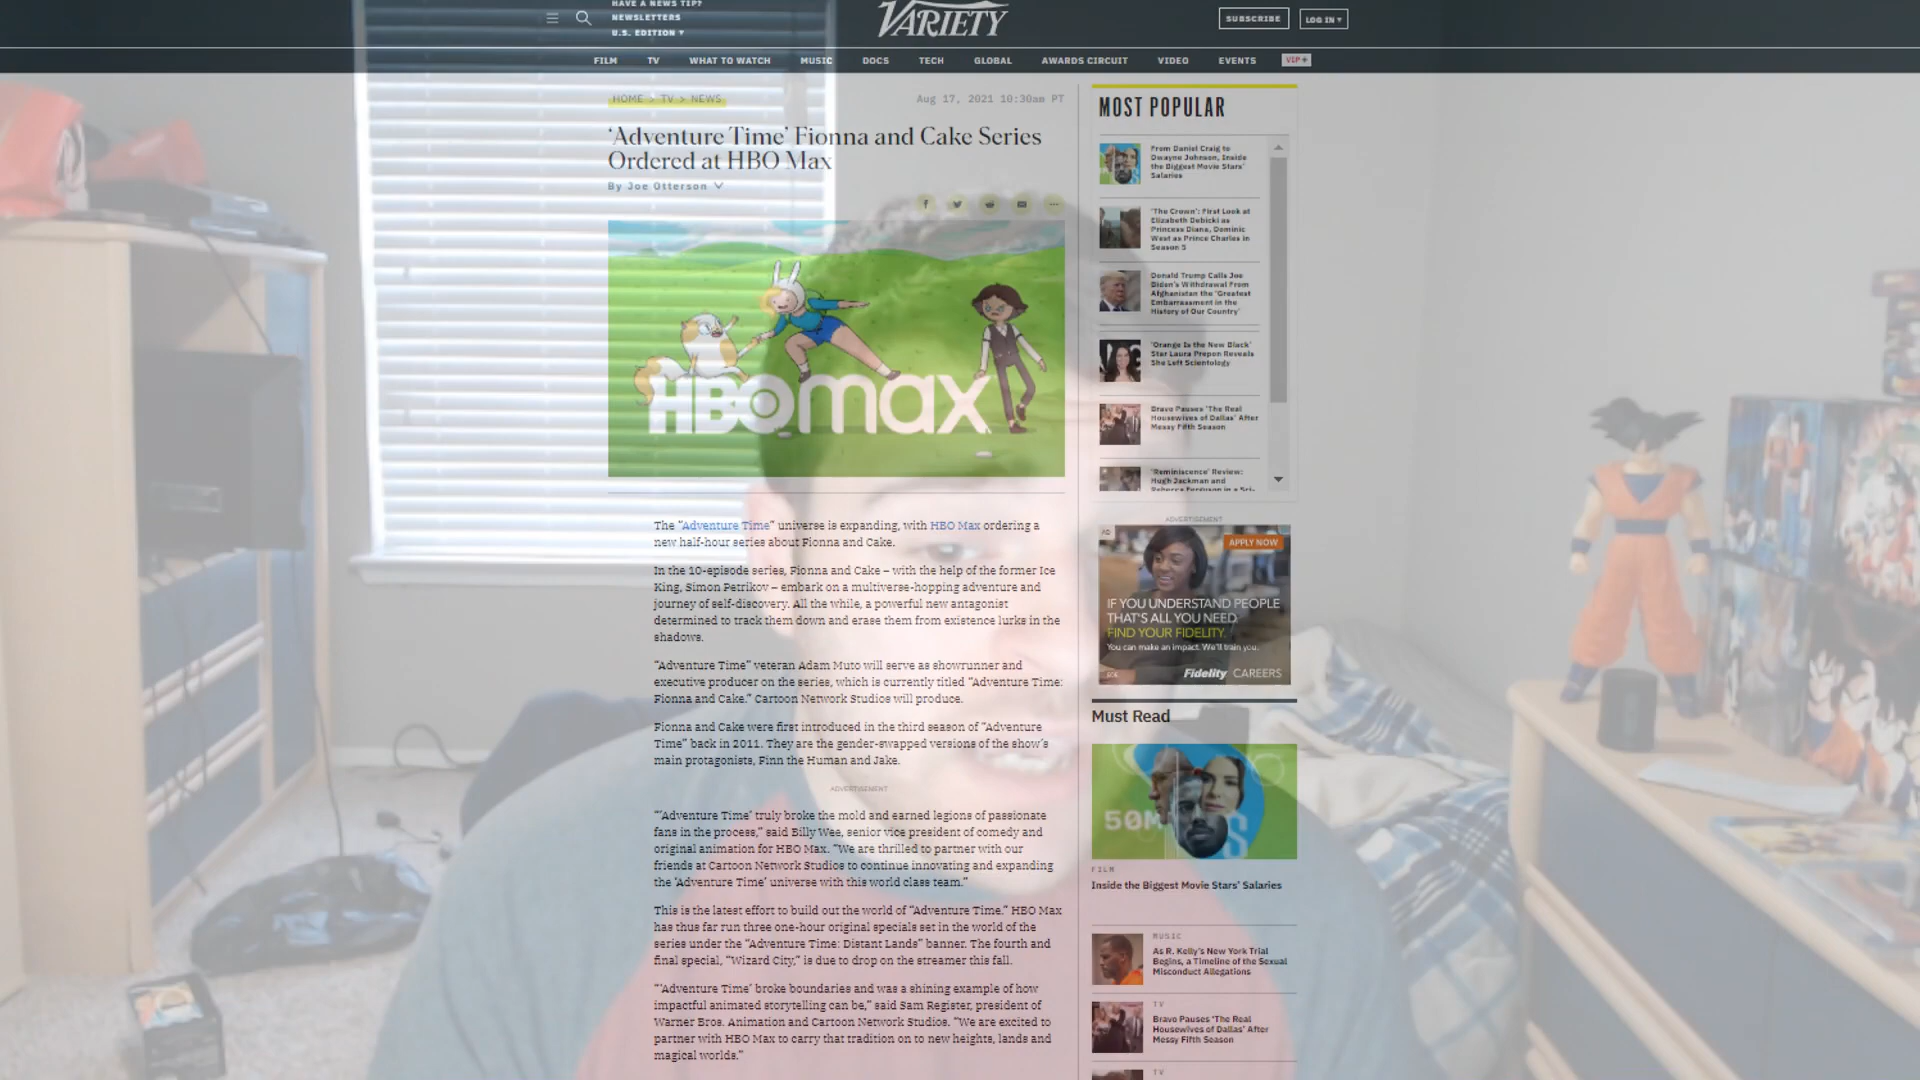 HAVE A NEWS TIP?
NEWSLETTERS
U.S. EDITION
VARIETY
SUBSCRIBE
LOG IN
FILM TV WHAT TO WATCH MUSIC DOCS TECH GLOBAL AWARDS CIRCUIT VIDEO EVENTS VIP+
HOME > TV > NEWS
Aug 17, 2021 10:30am PT
'Adventure Time' Fionna and Cake Series
Ordered at HBO Max
By Joe Otterson
HBOmax
The "Adventure Time" universe is expanding, with HBO Max ordering a
new half-hour series about Fionna and Cake.
In the 10-episode series, Fionna and Cake – with the help of the former Ice
King, Simon Petrikov – embark on a multiverse-hopping adventure and
journey of self-discovery. All the while, a powerful new antagonist
determined to track them down and erase them from existence lurks in the
shadows.
"Adventure Time" veteran Adam Muto will serve as showrunner and
executive producer on the series, which is currently titled "Adventure Time:
Fionna and Cake." Cartoon Network Studios will produce.
Fionna and Cake were first introduced in the third season of "Adventure
Time" back in 2011. They are the gender-swapped versions of the show's
main protagonists, Finn the Human and Jake.
ADVERTISEMENT
"'Adventure Time' truly broke the mold and earned legions of passionate
fans in the process," said Billy Wee, senior vice president of comedy and
original animation for HBO Max. "We are thrilled to partner with our
friends at Cartoon Network Studios to continue innovating and expanding
the 'Adventure Time' universe with this world class team."
This is the latest effort to build out the world of "Adventure Time." HBO Max
has thus far run three one-hour original specials set in the world of the
series under the "Adventure Time: Distant Lands" banner. The fourth and
final special, "Wizard City," is due to drop on the streamer this fall.
"'Adventure Time' broke boundaries and was a shining example of how
impactful animated storytelling can be," said Sam Register, president of
Warner Bros. Animation and Cartoon Network Studios. "We are excited to
partner with HBO Max to carry that tradition on to new heights, lands and
magical worlds."
MOST POPULAR
From Daniel Craig to
Dwayne Johnson, Inside
the Biggest Movie Stars'
Salaries
'The Crown': First Look at
Elizabeth Debicki as
Princess Diana, Dominic
West as Prince Charles in
Season 5
Donald Trump Calls Joe
Biden's Withdrawal From
Afghanistan the 'Greatest
Embarrassment in the
History of Our Country'
'Orange Is the New Black'
Star Laura Prepon Reveals
She Left Scientology
Bravo Pauses 'The Real
Housewives of Dallas' After
Messy Fifth Season
'Reminiscence' Review:
Hugh Jackman and
Rebecca Ferguson in a Sci-
ADVERTISEMENT
AD
APPLY NOW
IF YOU UNDERSTAND PEOPLE
THAT'S ALL YOU NEED
FIND YOUR FIDELITY.
You can make an impact. We'll train you.
Fidelity CAREERS
Must Read
50M
FILM
Inside the Biggest Movie Stars' Salaries
MUSIC
As R. Kelly's New York Trial
Begins, a Timeline of the Sexual
Misconduct Allegations
TV
Bravo Pauses 'The Real
Housewives of Dallas' After
Messy Fifth Season
TV